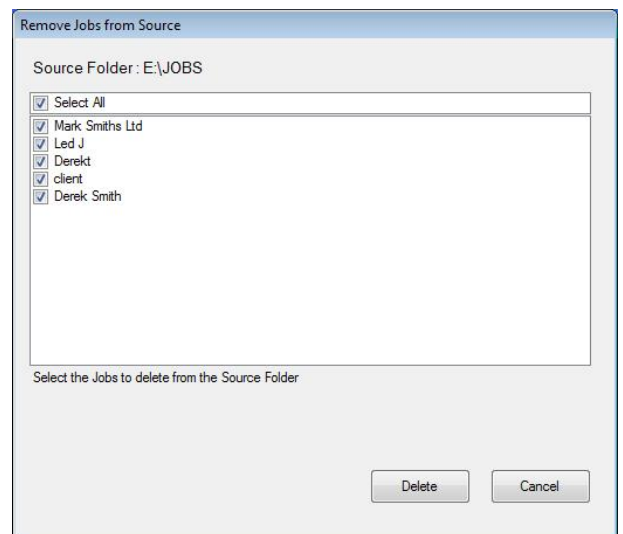 Remove Jobs from Source
Source Folder : E:\JOBS
Select All
Mark Smiths Ltd
Led J
Derekt
client
Derek Smith
Select the Jobs to delete from the Source Folder
Delete Cancel